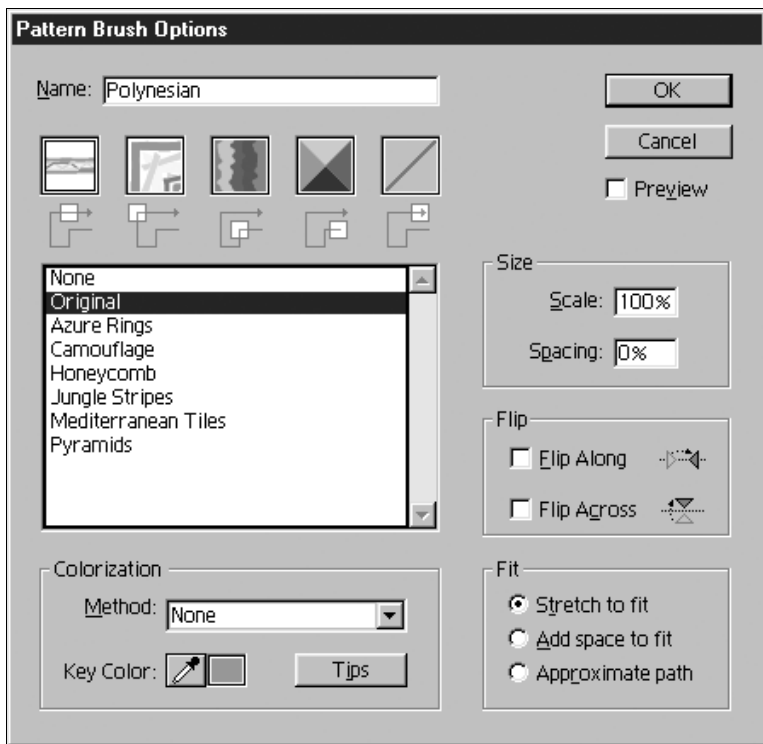 Pattern Brush Options
Name: Polynesian
OK
Cancel
Preview
None
Original
Azure Rings
Camouflage
Honeycomb
Jungle Stripes
Mediterranean Tiles
Pyramids
Size
Scale: 100%
Spacing: 0%
Flip
Flip Along
Flip Across
Colorization
Method: None
Key Color:
Tips
Fit
Stretch to fit
Add space to fit
Approximate path